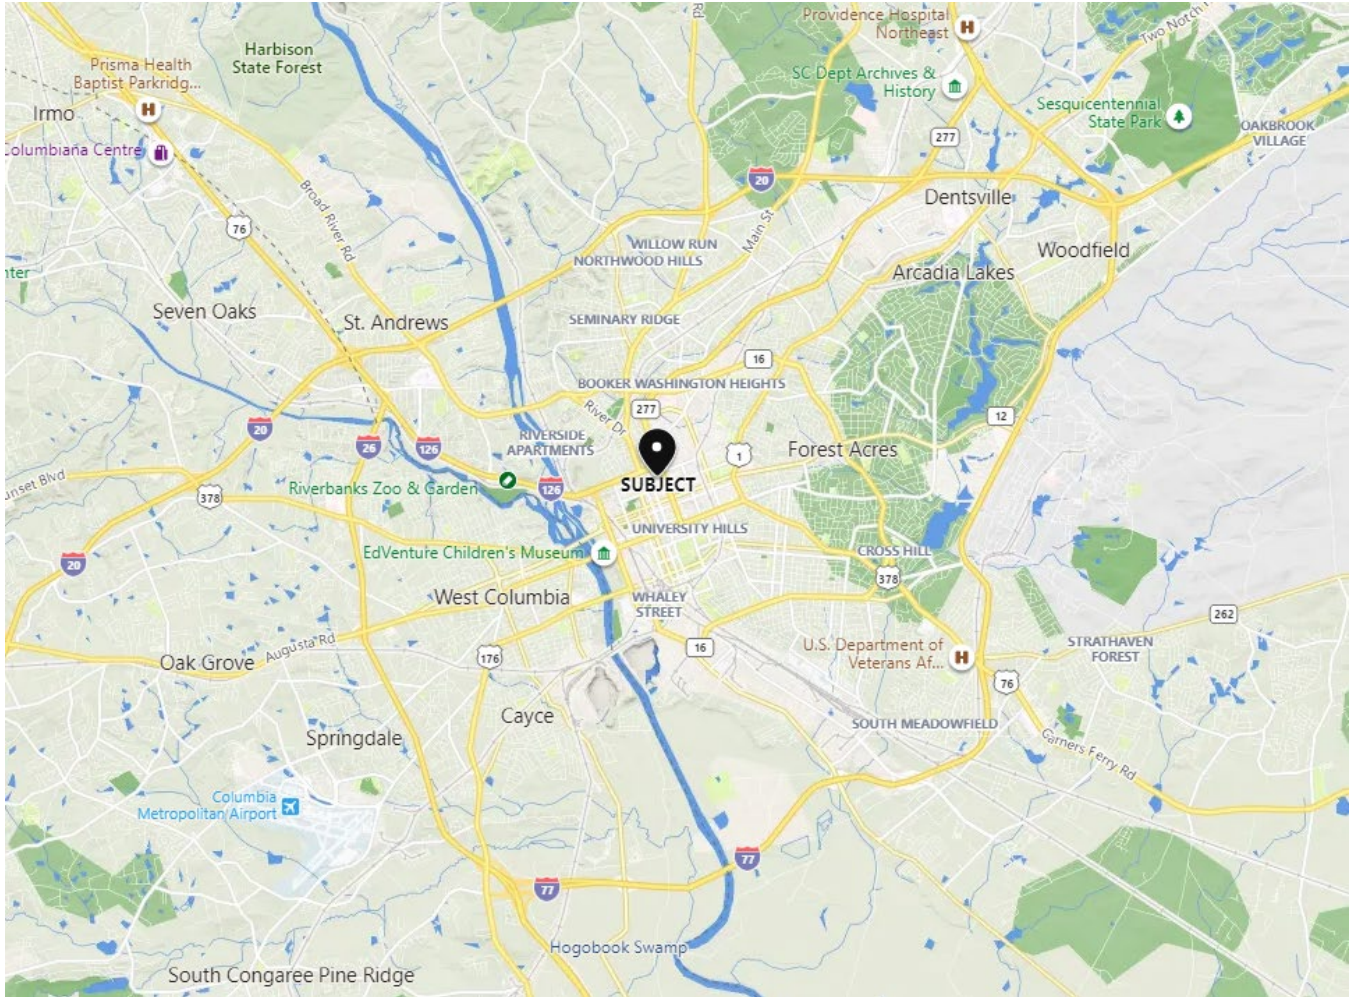 Providence Hospital
Northeast
Two Notch
Rd
Harbison
State Forest
Prisma Health
Baptist Parkridg...
SC Dept Archives &
History
Sesquicentennial
State Park
Irmo
OAKBROOK
VILLAGE
277
Columbiana Centre
20
Dentsville
Broad River Rd
76
Main St
WILLOW RUN
NORTHWOOD HILLS
Woodfield
nter
Arcadia Lakes
Seven Oaks
St. Andrews
SEMINARY RIDGE
16
BOOKER WASHINGTON HEIGHTS
277
River Dr
12
20
26
126
RIVERSIDE
APARTMENTS
1
Forest Acres
unset Blvd
378
Riverbanks Zoo & Garden
126
SUBJECT
UNIVERSITY HILLS
EdVenture Children's Museum
CROSS HILL
20
378
West Columbia
WHALEY
STREET
262
Augusta Rd
Oak Grove
176
16
U.S. Department of
Veterans Af...
STRATHAVEN
FOREST
76
Cayce
SOUTH MEADOWFIELD
Springdale
Garners Ferry Rd
Columbia
Metropolitan Airport
77
77
Hogobook Swamp
South Congaree Pine Ridge